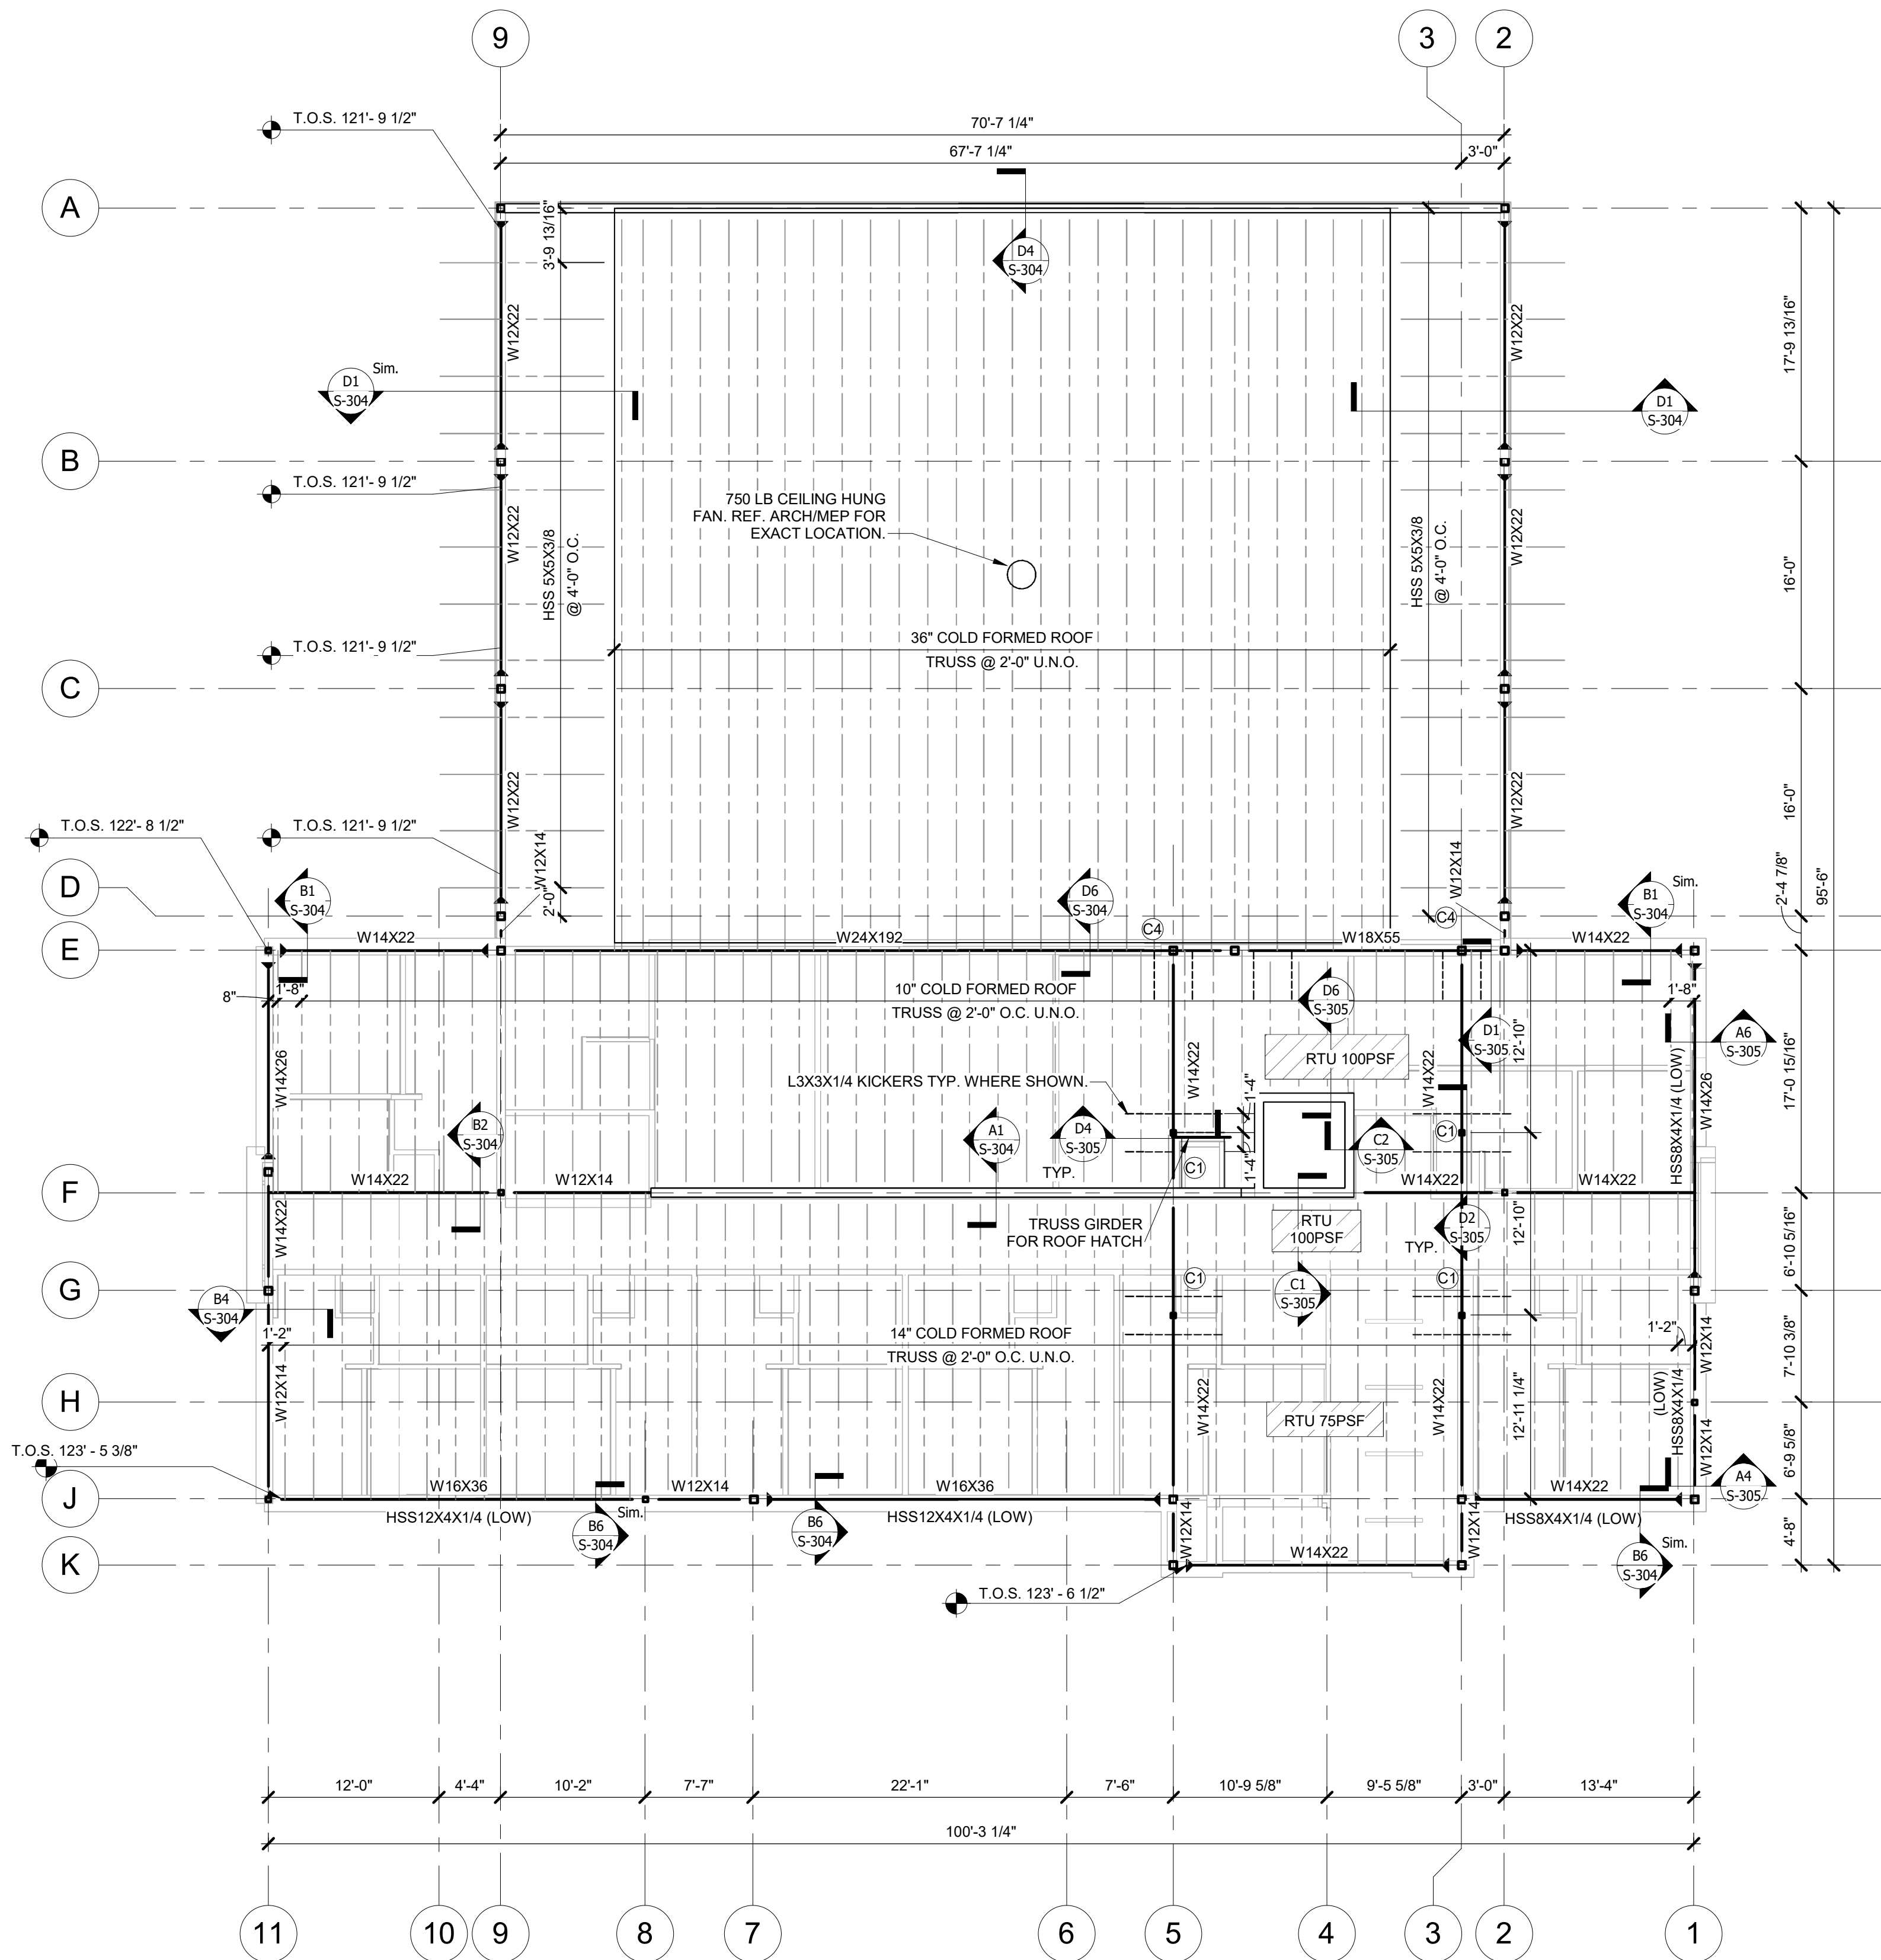 9
3
2
T.O.S. 121'- 9 1/2"
70'-7 1/4"
67'-7 1/4"
3'-0"
A
3'-9 13/16"
D4
S-304
W12X22
W12X22
17'-9 13/16"
D1
S-304
Sim.
D1
S-304
B
T.O.S. 121'- 9 1/2"
750 LB CEILING HUNG
FAN. REF. ARCH/MEP FOR
EXACT LOCATION.
W12X22
HSS 5X5X3/8
@ 4'-0" O.C.
HSS 5X5X3/8
@ 4'-0" O.C.
W12X22
16'-0"
T.O.S. 121'- 9 1/2"
36" COLD FORMED ROOF
TRUSS @ 2'-0" U.N.O.
C
W12X22
W12X22
16'-0"
T.O.S. 122'- 8 1/2"
T.O.S. 121'- 9 1/2"
W12X14
2'-0"
W12X14
D
B1
S-304
D6
S-304
C4
C4
B1
S-304
Sim.
2'-4 7/8"
95'-6"
E
W14X22
W24X192
W18X55
W14X22
8"
1'-8"
10" COLD FORMED ROOF
TRUSS @ 2'-0" O.C. U.N.O.
D6
S-305
D1
S-305
12'-10"
1'-8"
A6
S-305
RTU 100PSF
W14X26
W14X22
W14X22
HSS8X4X1/4 (LOW)
W14X26
17'-0 15/16"
L3X3X1/4 KICKERS TYP. WHERE SHOWN.
1'-4"
B2
S-304
A1
S-304
D4
S-305
TYP.
C1
1'-4"
C2
S-305
C1
F
W14X22
W12X14
W14X22
W14X22
W14X22
TRUSS GIRDER
FOR ROOF HATCH
RTU
100PSF
D2
S-305
TYP.
12'-10"
6'-10 5/16"
G
C1
C1
C1
S-305
B4
S-304
1'-2"
14" COLD FORMED ROOF
TRUSS @ 2'-0" O.C. U.N.O.
1'-2"
W12X14
7'-10 3/8"
H
W12X14
W14X22
RTU 75PSF
W14X22
12'-11 1/4"
HSS8X4X1/4
(LOW)
W12X14
6'-9 5/8"
T.O.S. 123' - 5 3/8"
J
W16X36
W12X14
W16X36
W14X22
A4
S-305
HSS12X4X1/4 (LOW)
B6
S-304
Sim.
B6
S-304
HSS12X4X1/4 (LOW)
HSS8X4X1/4 (LOW)
W12X14
W12X14
4'-8"
K
W14X22
B6
S-304
Sim.
T.O.S. 123' - 6 1/2"
12'-0"
4'-4"
10'-2"
7'-7"
22'-1"
7'-6"
10'-9 5/8"
9'-5 5/8"
3'-0"
13'-4"
100'-3 1/4"
11
10
9
8
7
6
5
4
3
2
1